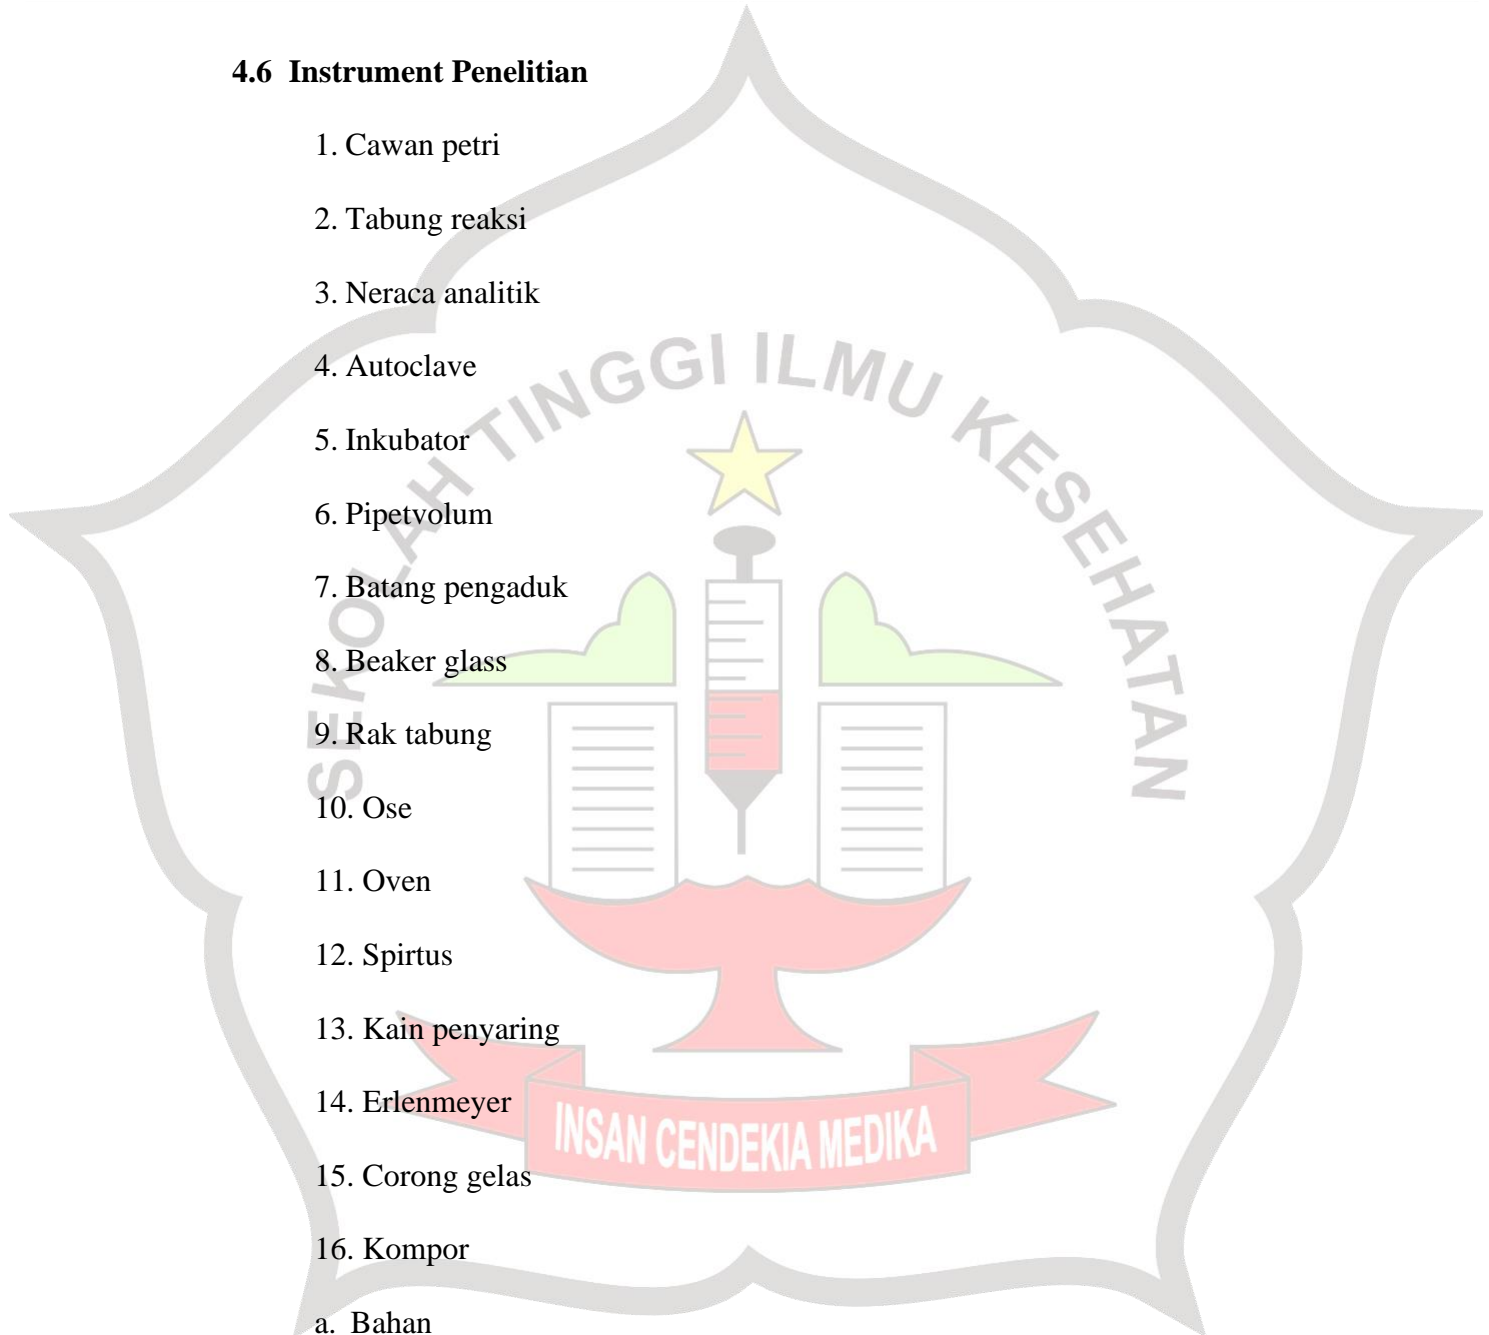 4.6 Instrument Penelitian
1. Cawan petri
2. Tabung reaksi
3. Neraca analitik
4. Autoclave
5. Inkubator
6. Pipetvolum
7. Batang pengaduk
8. Beaker glass
9. Rak tabung
10. Ose
11. Oven
12. Spirtus
13. Kain penyaring
14. Erlenmeyer
15. Corong gelas
16. Kompor
a. Bahan
SEKOLAH TINGGI ILMU KESEHATAN
INSAN CENDEKIA MEDIKA